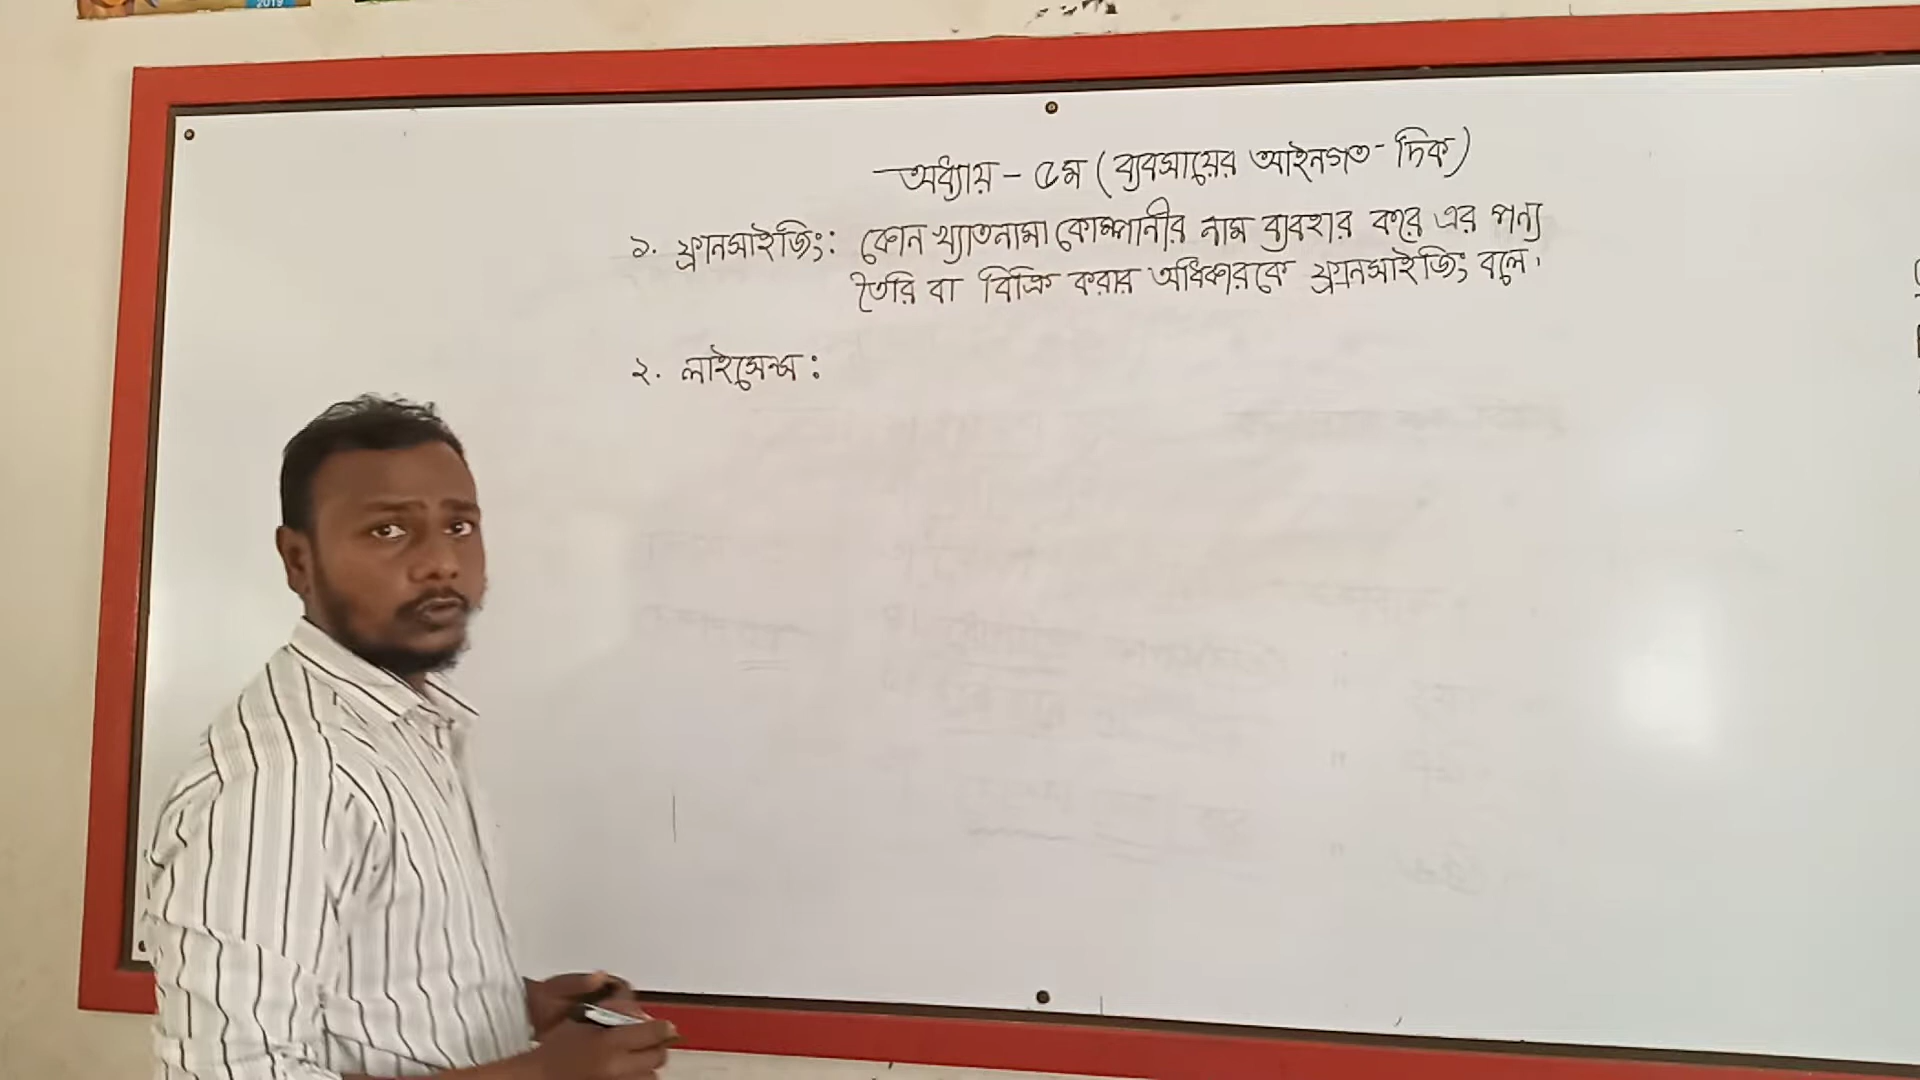 অধ্যায় - ৫ম (ব্যবসায়ের আইনগত - দিক)
১. ফ্রানসাইজিং: কোন খ্যাতনামা কোম্পানীর নাম ব্যবহার করে এর পন্য
তৈরি বা বিক্রি করার অধিকারকে ফ্রানসাইজিং বলে।
২. লাইসেন্স:
2019